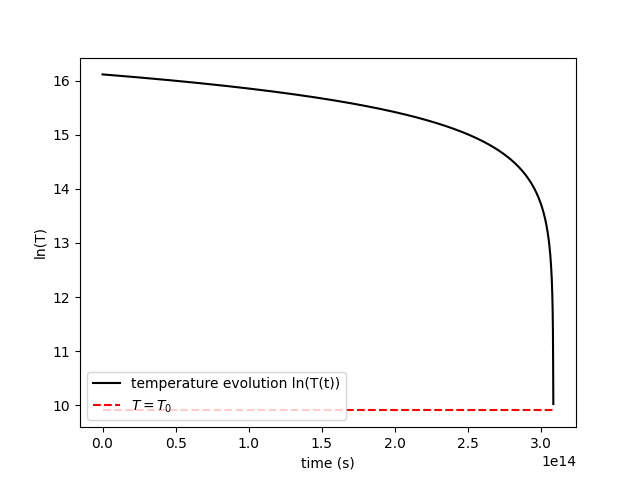 16
15
14
13
12
11
10
ln(T)
temperature evolution ln(T(t))
T = T₀
0.0 0.5 1.0 1.5 2.0 2.5 3.0
1e14
time (s)